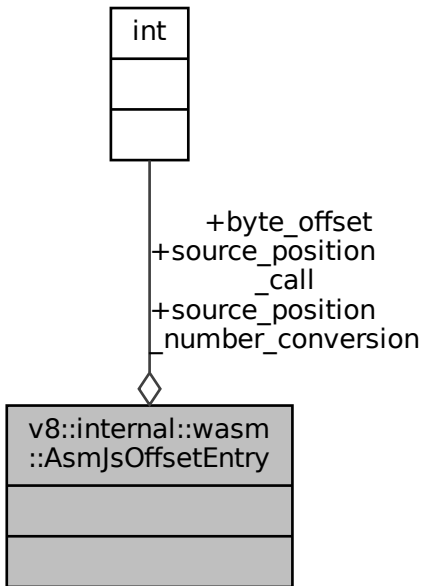 int
+byte_offset
+source_position
_call
+source_position
_number_conversion
v8::internal::wasm
::AsmJsOffsetEntry